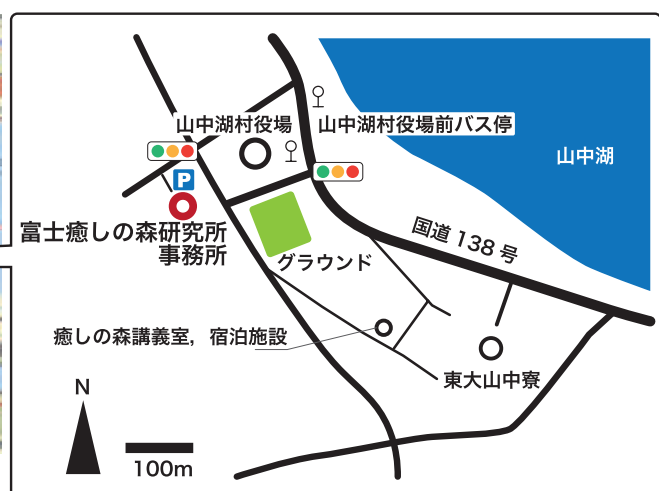 山中湖村役場
山中湖村役場前バス停
山中湖
P
富士癒しの森研究所
事務所
国道 138 号
グラウンド
癒しの森講義室，宿泊施設
東大山中寮
N
100m